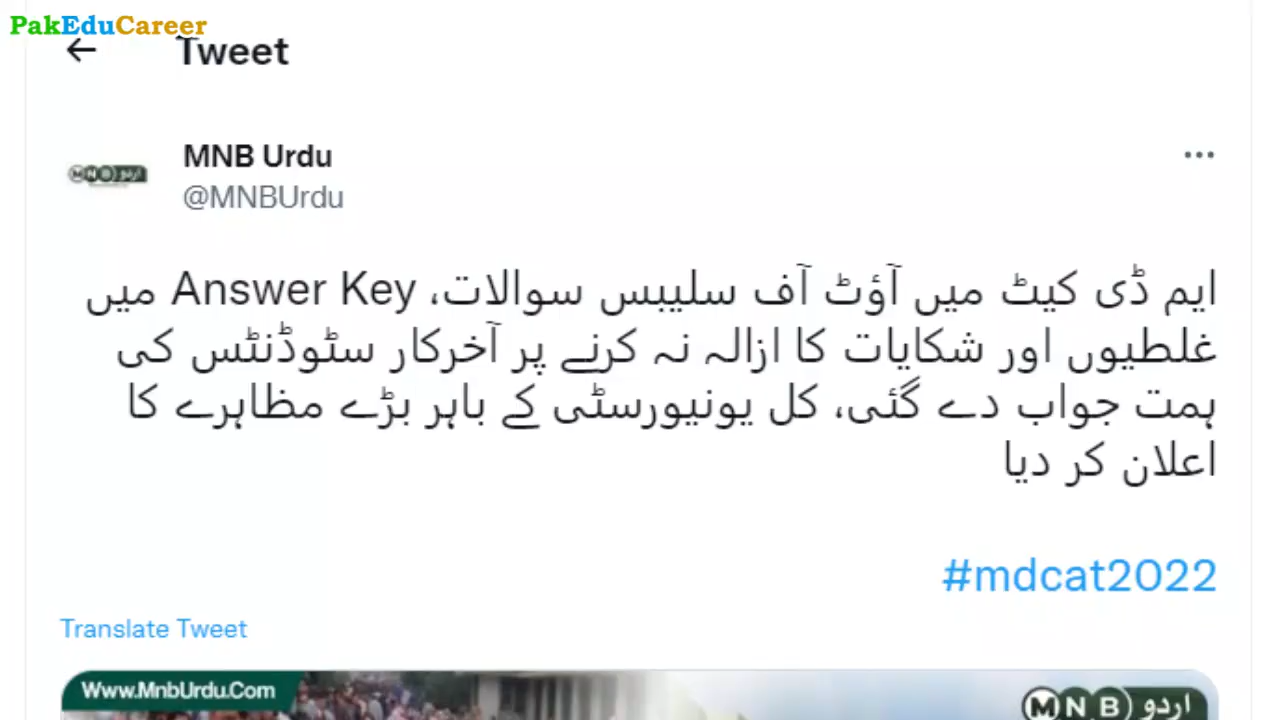 PakEduCareer
Tweet
MNB Urdu
@MNBUrdu
ایم ڈی کیٹ میں آؤٹ آف سلیبس سوالات، Answer Key میں
غلطیوں اور شکایات کا ازالہ نہ کرنے پر آخرکار سٹوڈنٹس کی
ہمت جواب دے گئی، کل یونیورسٹی کے باہر بڑے مظاہرے کا
اعلان کر دیا
#mdcat2022
Translate Tweet
Www.MnbUrdu.Com
MNB اردو